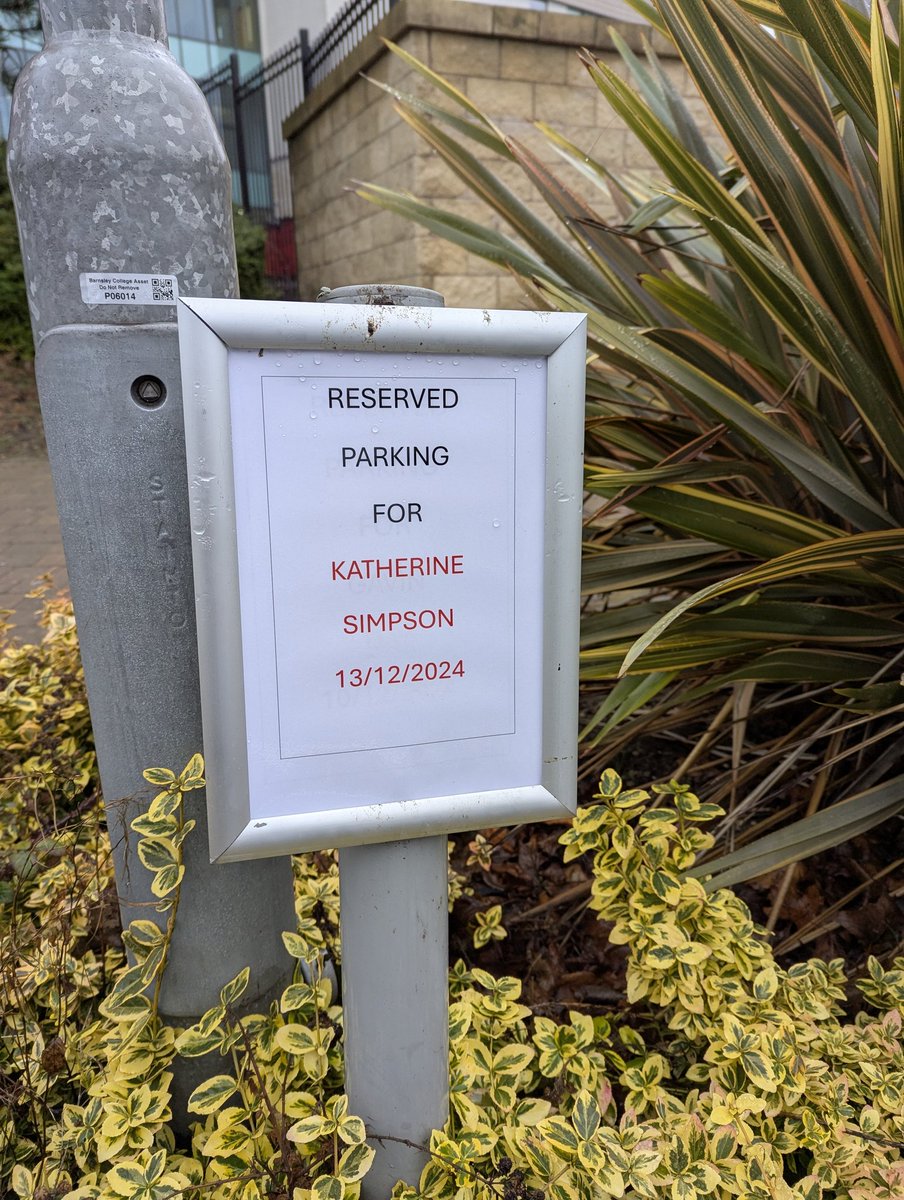 Barnsley College Asset
Do Not Remove
P06014
RESERVED
PARKING
FOR
KATHERINE
SIMPSON
13/12/2024